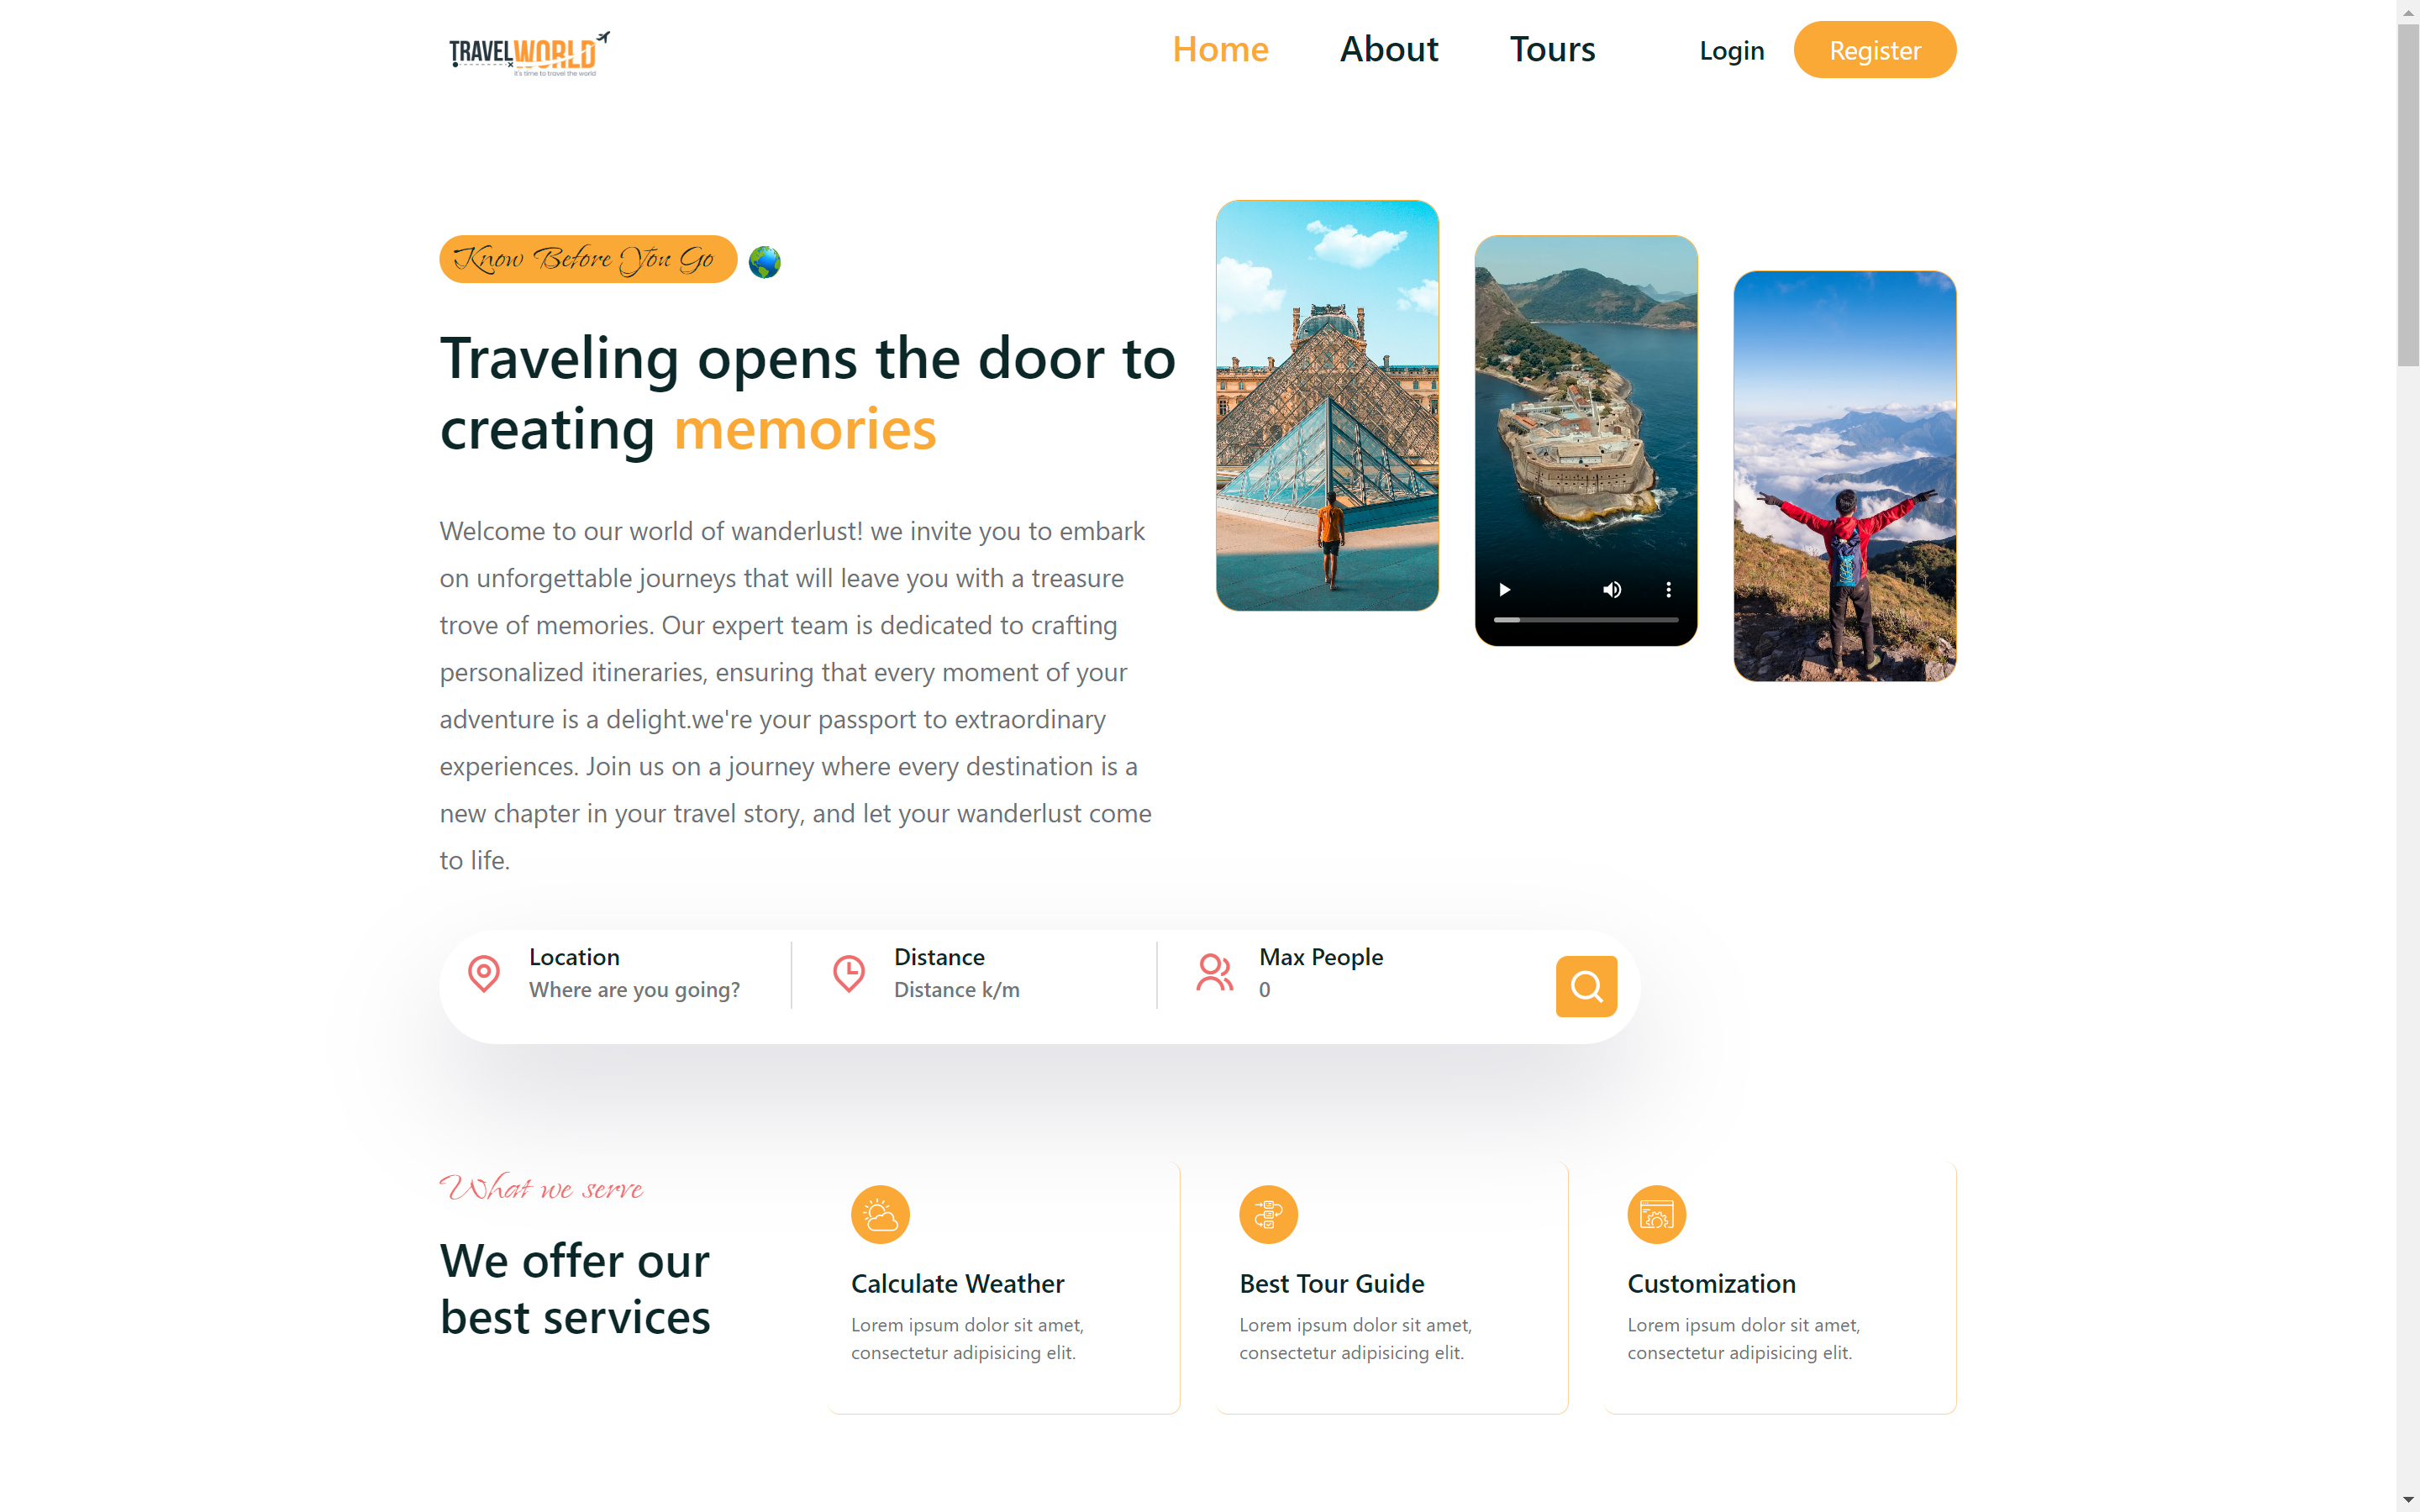 TRAVELWORLD
It's time to travel the world
Home About Tours Login Register
Know Before You Go
Traveling opens the door to
creating memories
Welcome to our world of wanderlust! we invite you to embark
on unforgettable journeys that will leave you with a treasure
trove of memories. Our expert team is dedicated to crafting
personalized itineraries, ensuring that every moment of your
adventure is a delight.we're your passport to extraordinary
experiences. Join us on a journey where every destination is a
new chapter in your travel story, and let your wanderlust come
to life.
Location
Where are you going?
Distance
Distance k/m
Max People
0
What we serve
We offer our
best services
Calculate Weather
Lorem ipsum dolor sit amet,
consectetur adipisicing elit.
Best Tour Guide
Lorem ipsum dolor sit amet,
consectetur adipisicing elit.
Customization
Lorem ipsum dolor sit amet,
consectetur adipisicing elit.